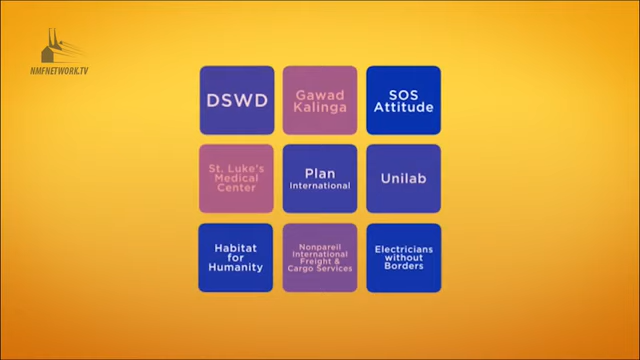 NMFNETWORK.TV
DSWD
Gawad
Kalinga
SOS
Attitude
St. Luke's
Medical
Center
Plan
International
Unilab
Habitat
for
Humanity
Nonpareil
International
Freight &
Cargo Services
Electricians
without
Borders